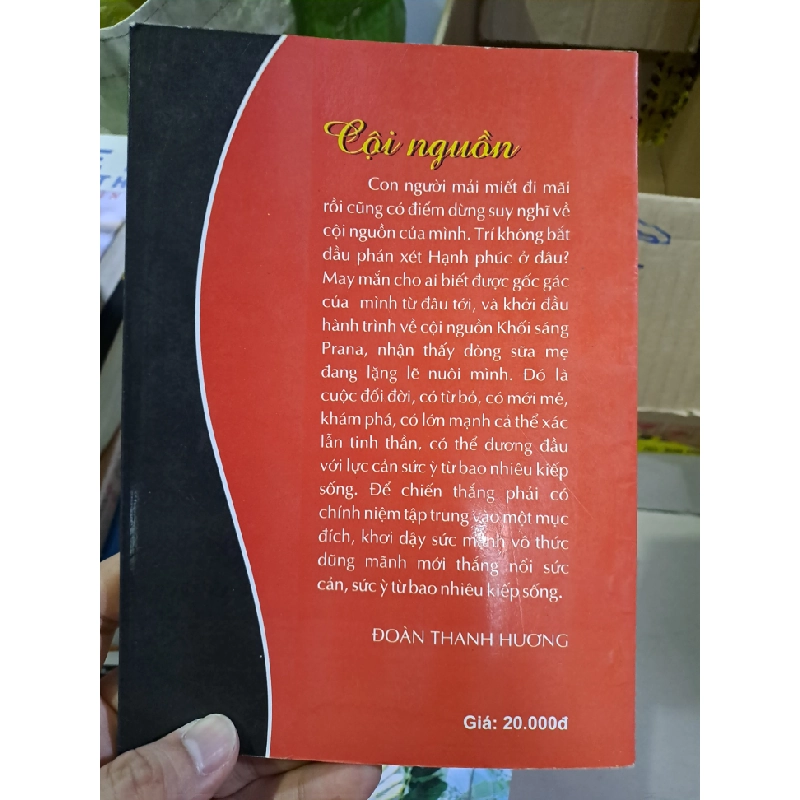 Cội nguồn
Con người mải miết đi mãi
rồi cũng có điểm dừng suy nghĩ về
cội nguồn của mình. Trí không bắt
đầu phán xét Hạnh phúc ở đâu?
May mắn cho ai biết được gốc gác
của mình từ đâu tới, và khởi đầu
hành trình về cội nguồn Khối sáng
Prana, nhận thấy dòng sữa mẹ
đang lặng lẽ nuôi mình. Đó là
cuộc đổi đời, có từ bỏ, có mới mẻ,
khám phá, có lớn mạnh cả thể xác
lẫn tinh thần, có thể đương đầu
với lực cản sức ỳ từ bao nhiêu kiếp
sống. Để chiến thắng phải có
chính niệm tập trung vào một mục
đích, khơi dậy sức mạnh vô thức
dũng mãnh mới thắng nổi sức
cản, sức ỳ từ bao nhiêu kiếp sống.
ĐOÀN THANH HƯƠNG
Giá: 20.000đ